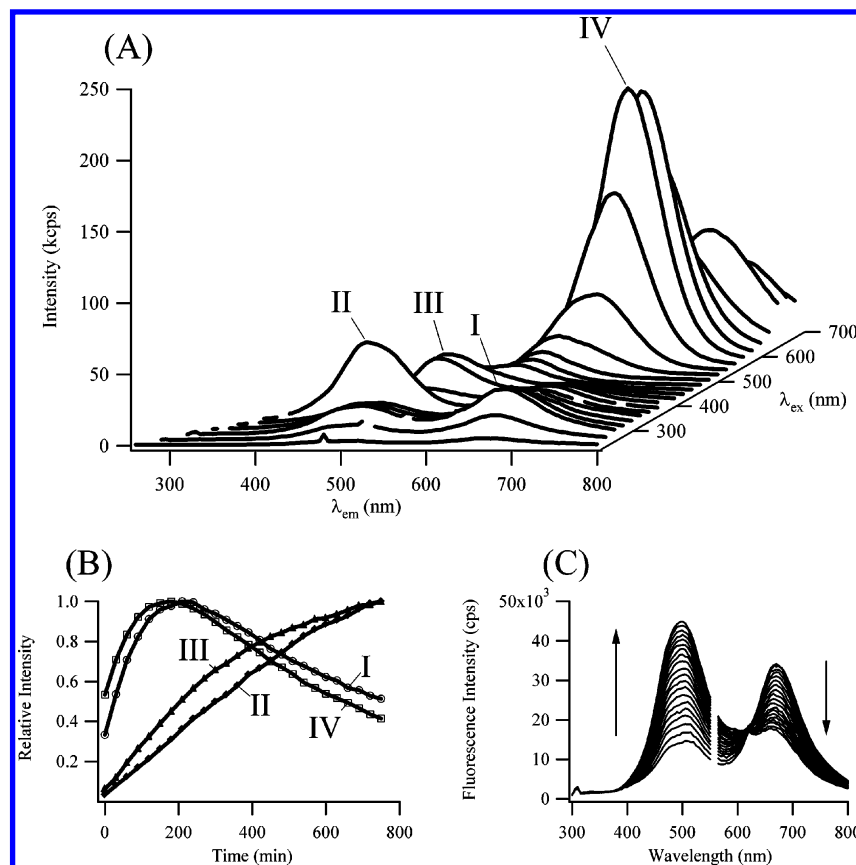 (A)
IV
250
200
150
100
50
0
Intensity (kcps)
II
III
I
700
600
500
400
300
λex (nm)
300
500
600
700
800
λem (nm)
(B)
1.0
0.8
0.6
0.4
0.2
Relative Intensity
III
II
I
IV
0
200
400
600
800
Time (min)
(C)
50x10³
40
30
20
10
0
Fluorescence Intensity (cps)
300
400
500
600
700
800
Wavelength (nm)